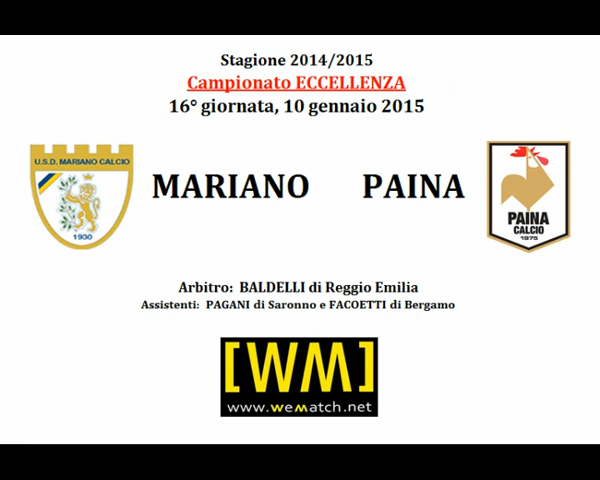 Stagione 2014/2015
Campionato ECCELLENZA
16° giornata, 10 gennaio 2015
U.S.D. MARIANO CALCIO
1930
MARIANO PAINA
PAINA
CALCIO
1975
Arbitro: BALDELLI di Reggio Emilia
Assistenti: PAGANI di Saronno e FACOETTI di Bergamo
[WM]
www.wematch.net